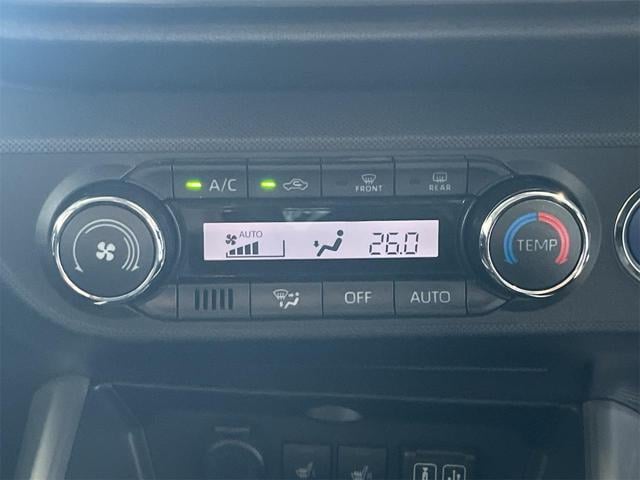 A/C
FRONT
REAR
AUTO
26.0
TEMP
OFF
AUTO